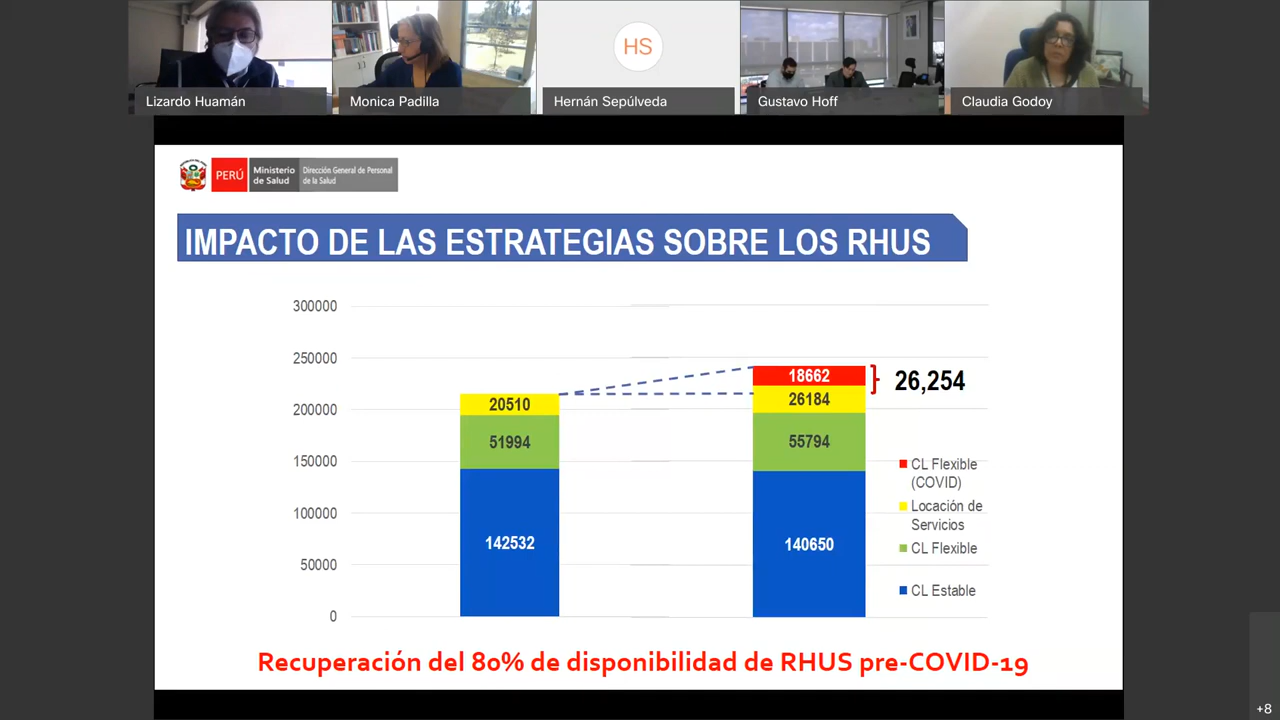 HS
Lizardo Huamán
Monica Padilla
Hernán Sepúlveda
Gustavo Hoff
Claudia Godoy
PERÚ
Ministerio
de Salud
Dirección General de Personal
de la Salud
IMPACTO DE LAS ESTRATEGIAS SOBRE LOS RHUS
300000
250000
200000
150000
100000
50000
0
20510
51994
142532
18662
26184
55794
140650
26,254
CL Flexible
(COVID)
Locación de
Servicios
CL Flexible
CL Estable
Recuperación del 80% de disponibilidad de RHUS pre-COVID-19
+8